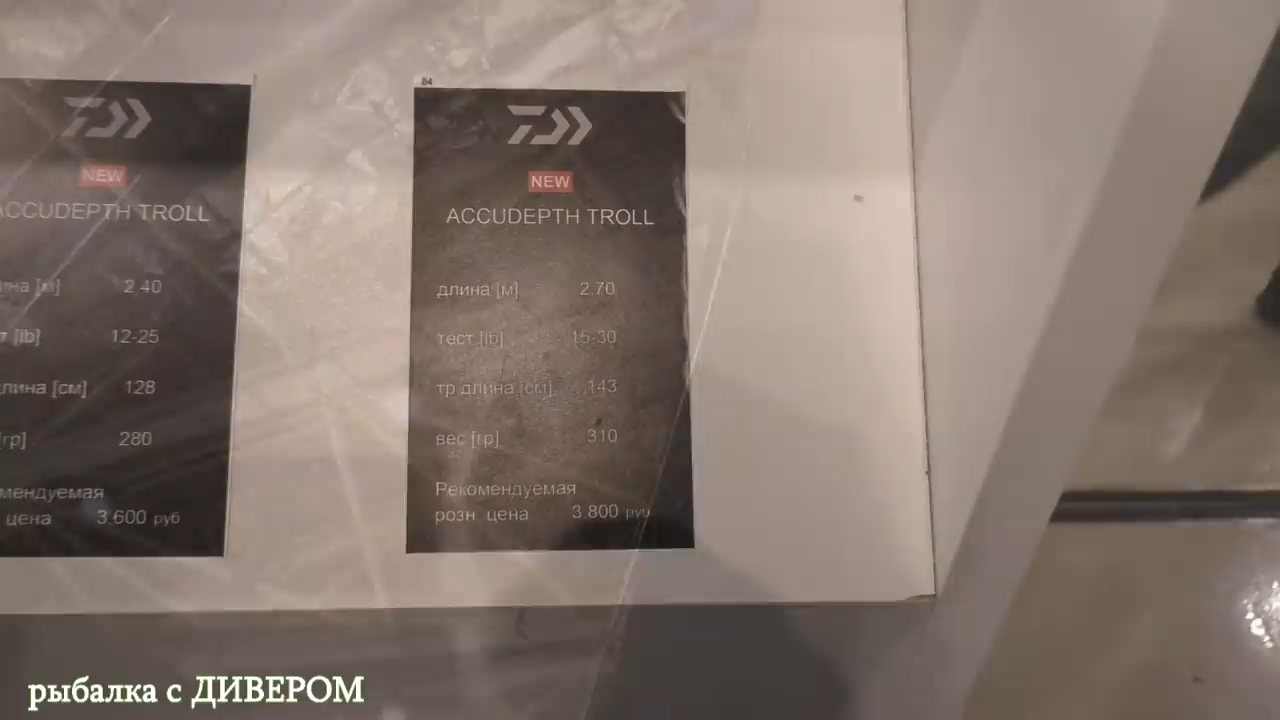 NEW
ACCUDEPTH TROLL
2.40
[lb] 12-25
[см] 128
280
3.600 руб
цена
64
NEW
ACCUDEPTH TROLL
длина [м] 2.70
тест [lb] 15-30
тр длина [см] 143
вес [гр] 310
Рекомендуемая
розн цена 3.800 руб
рыбалка с ДИВЕРОМ